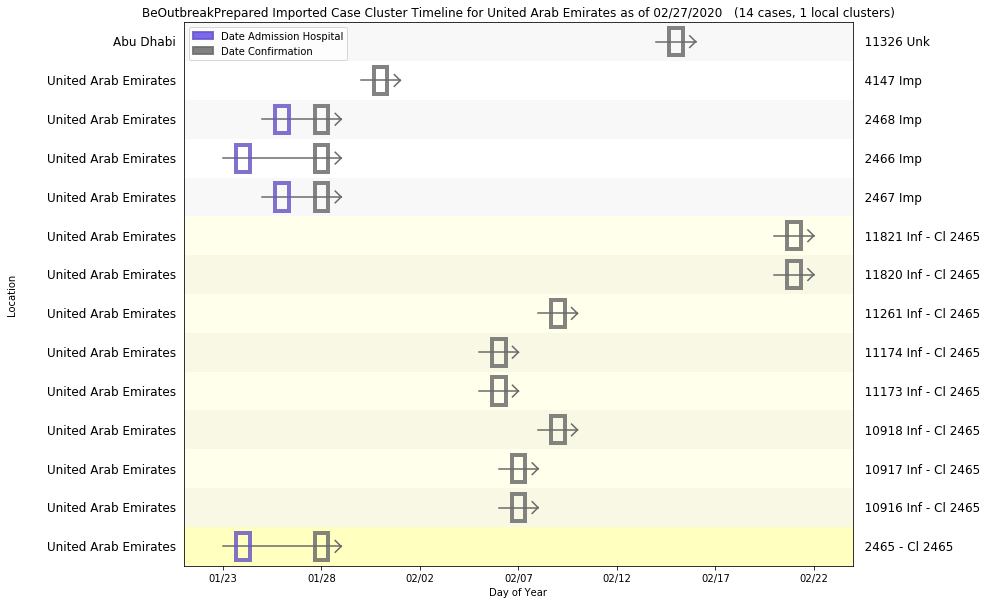 BeOutbreakPrepared Imported Case Cluster Timeline for United Arab Emirates as of 02/27/2020 (14 cases, 1 local clusters)
Date Admission Hospital
Date Confirmation
Abu Dhabi 11326 Unk
United Arab Emirates 4147 Imp
United Arab Emirates 2468 Imp
United Arab Emirates 2466 Imp
United Arab Emirates 2467 Imp
United Arab Emirates 11821 Inf - Cl 2465
United Arab Emirates 11820 Inf - Cl 2465
United Arab Emirates 11261 Inf - Cl 2465
United Arab Emirates 11174 Inf - Cl 2465
United Arab Emirates 11173 Inf - Cl 2465
United Arab Emirates 10918 Inf - Cl 2465
United Arab Emirates 10917 Inf - Cl 2465
United Arab Emirates 10916 Inf - Cl 2465
United Arab Emirates 2465 - Cl 2465
Location
01/23 01/28 02/02 02/07 02/12 02/17 02/22
Day of Year